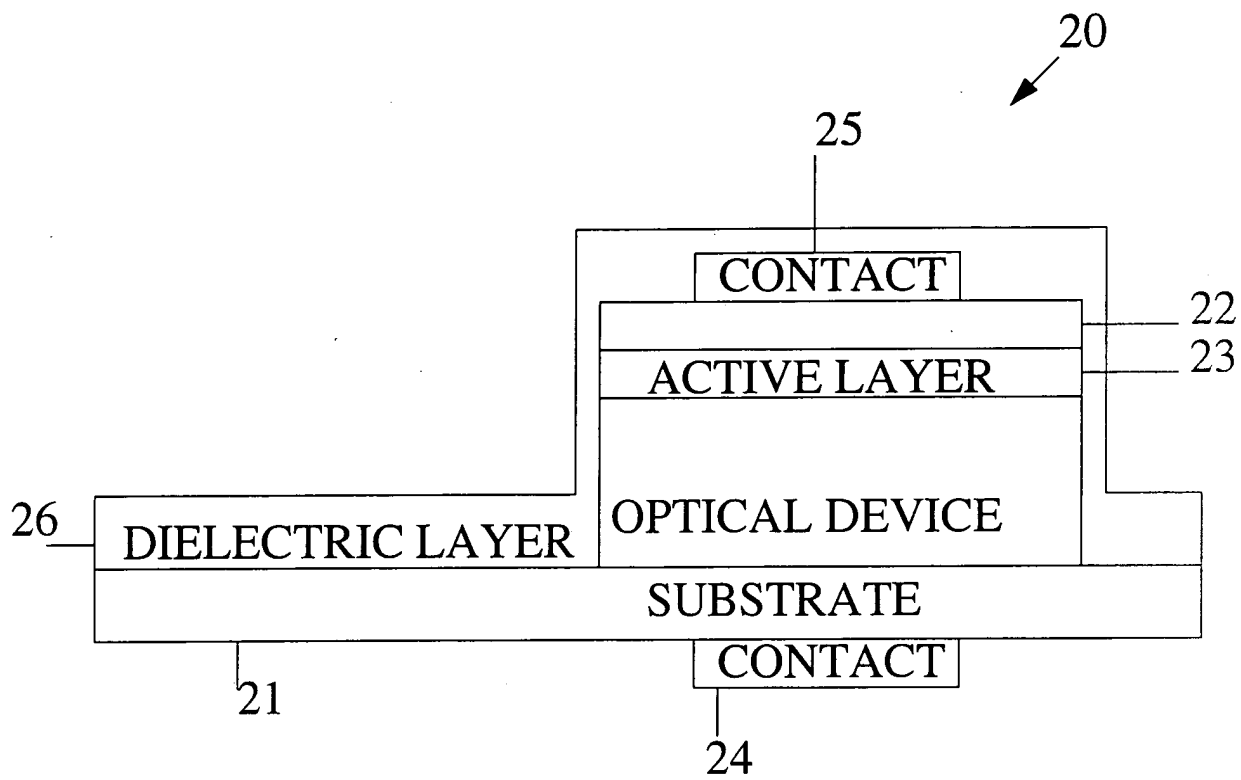 20
25
CONTACT
22
ACTIVE LAYER
23
26
DIELECTRIC LAYER
OPTICAL DEVICE
SUBSTRATE
21
CONTACT
24